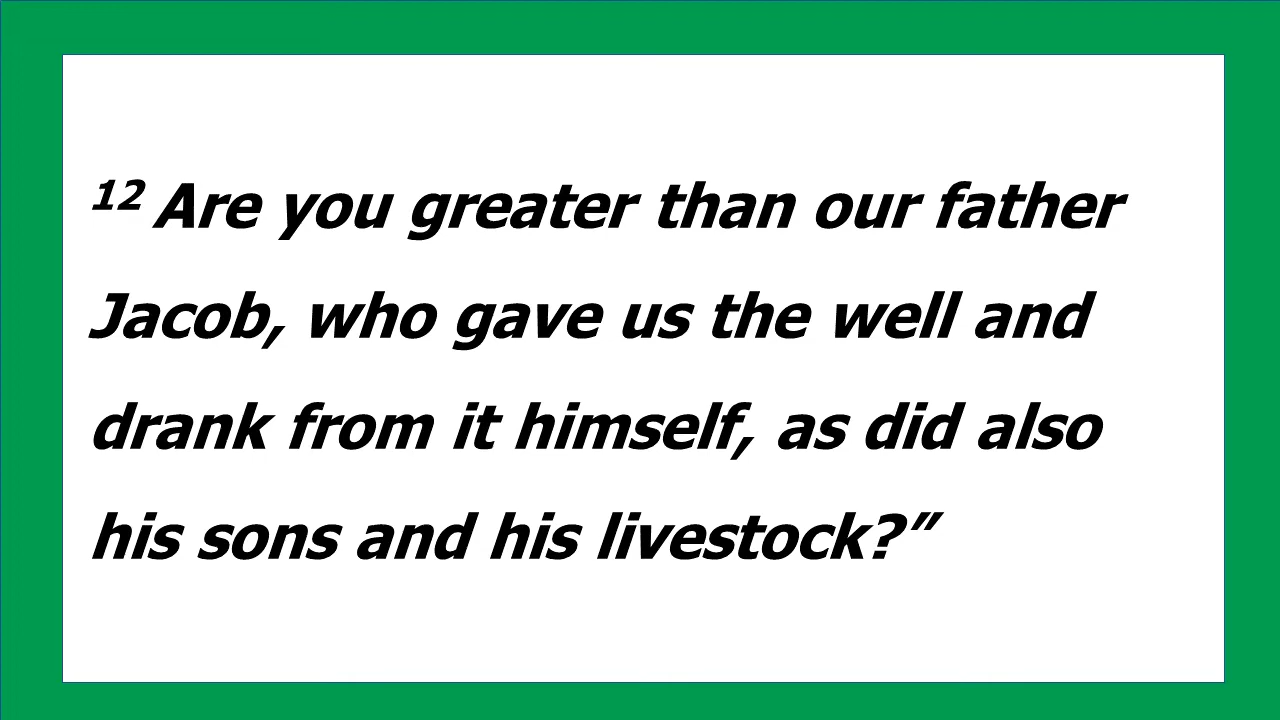 12 Are you greater than our father
Jacob, who gave us the well and
drank from it himself, as did also
his sons and his livestock?”